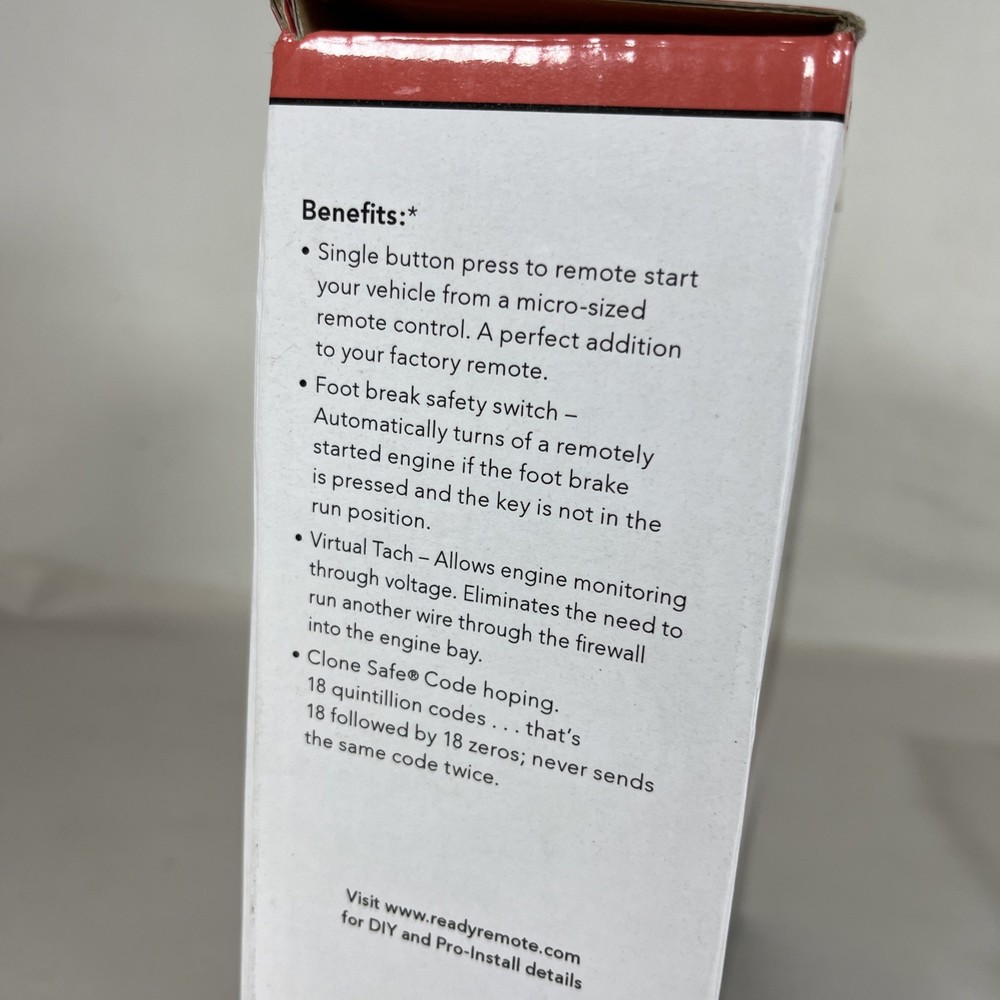 Benefits:*
• Single button press to remote start
your vehicle from a micro-sized
remote control. A perfect addition
to your factory remote.
• Foot break safety switch –
Automatically turns of a remotely
started engine if the foot brake
is pressed and the key is not in the
run position.
• Virtual Tach – Allows engine monitoring
through voltage. Eliminates the need to
run another wire through the firewall
into the engine bay.
• Clone Safe® Code hoping.
18 quintillion codes . . . that's
18 followed by 18 zeros; never sends
the same code twice.
Visit www.readyremote.com
for DIY and Pro-Install details